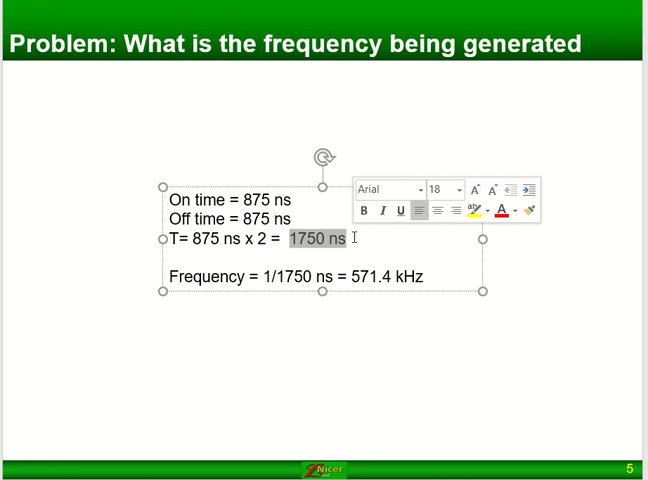 Problem: What is the frequency being generated
Arial 18 A A
B I U A
On time = 875 ns
Off time = 875 ns
T= 875 ns x 2 = 1750 ns
Frequency = 1/1750 ns = 571.4 kHz
Nicer
5